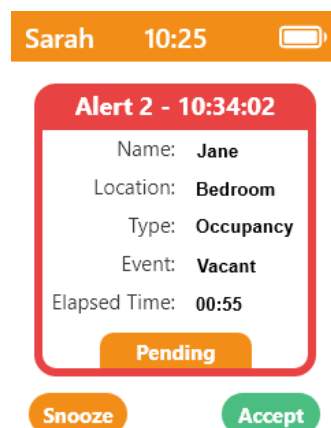 Sarah 10:25
Alert 2 - 10:34:02
Name: Jane
Location: Bedroom
Type: Occupancy
Event: Vacant
Elapsed Time: 00:55
Pending
Snooze Accept